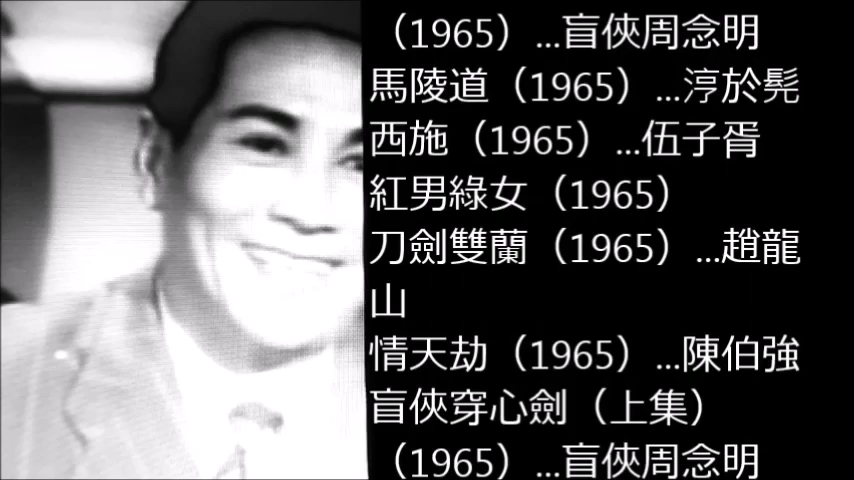 （1965）...盲俠周念明
馬陵道（1965）...淳於髡
西施（1965）...伍子胥
紅男綠女（1965）
刀劍雙蘭（1965）...趙龍
山
情天劫（1965）...陳伯強
盲俠穿心劍（上集）
（1965）...盲俠周念明